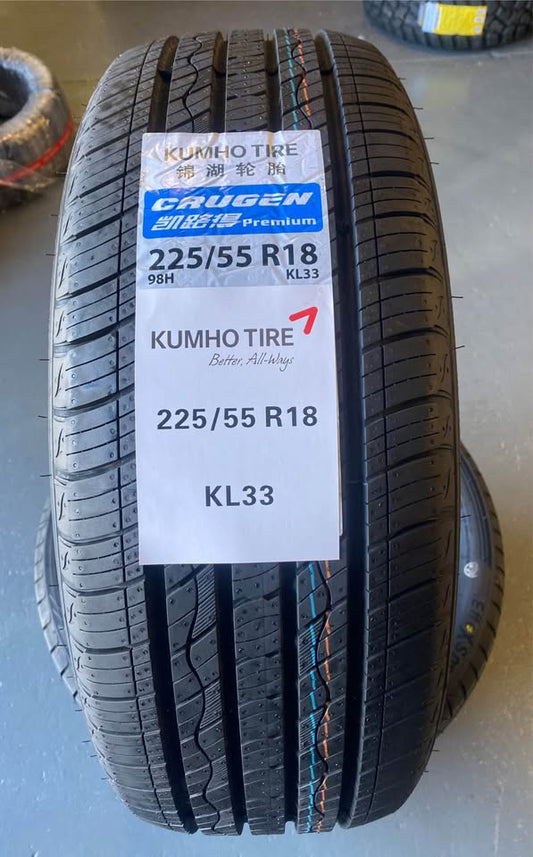 KUMHO TIRE
錦湖轮胎
CRUGEN
凯路得 Premium
225/55 R18
98H KL33
KUMHO TIRE
Better, All-Ways
225/55 R18
KL33